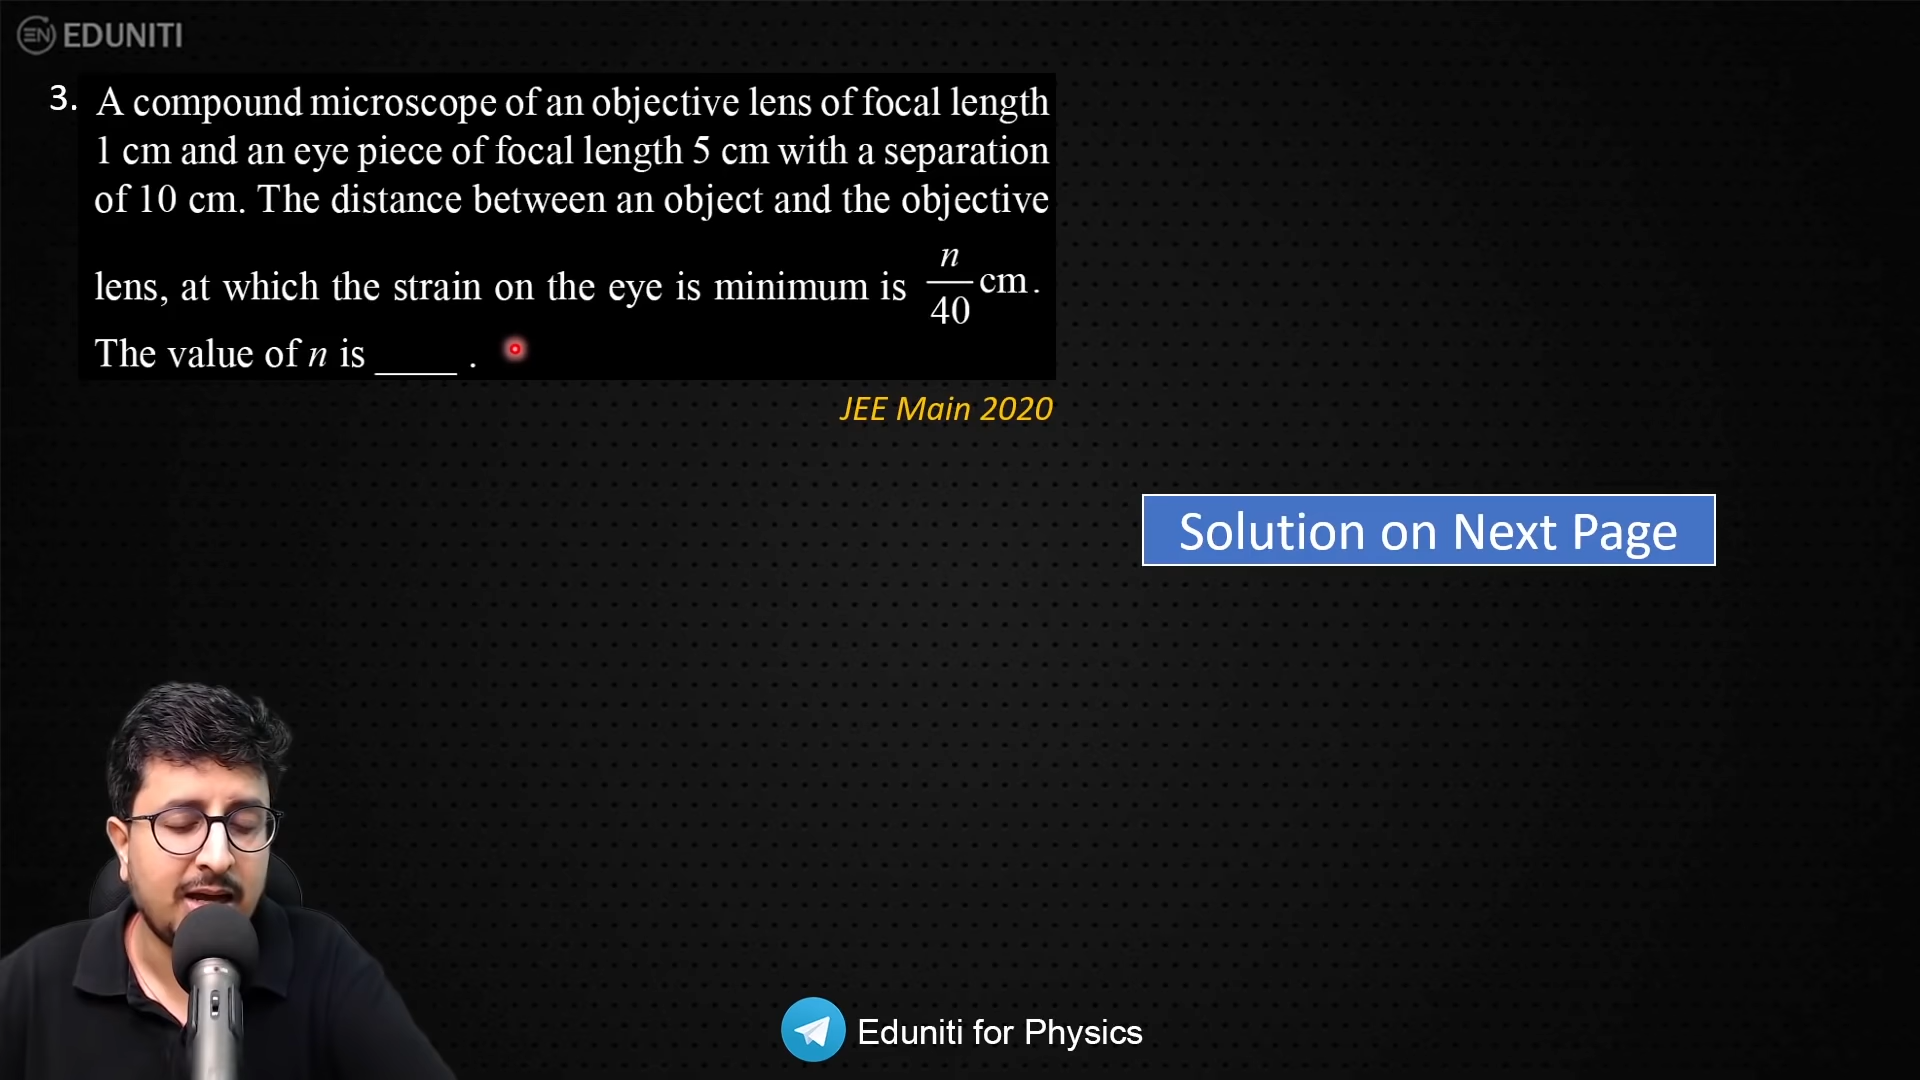 EN EDUNITI
3. A compound microscope of an objective lens of focal length
1 cm and an eye piece of focal length 5 cm with a separation
of 10 cm. The distance between an object and the objective
lens, at which the strain on the eye is minimum is n/40 cm.
The value of n is ____ .
JEE Main 2020
Solution on Next Page
Eduniti for Physics